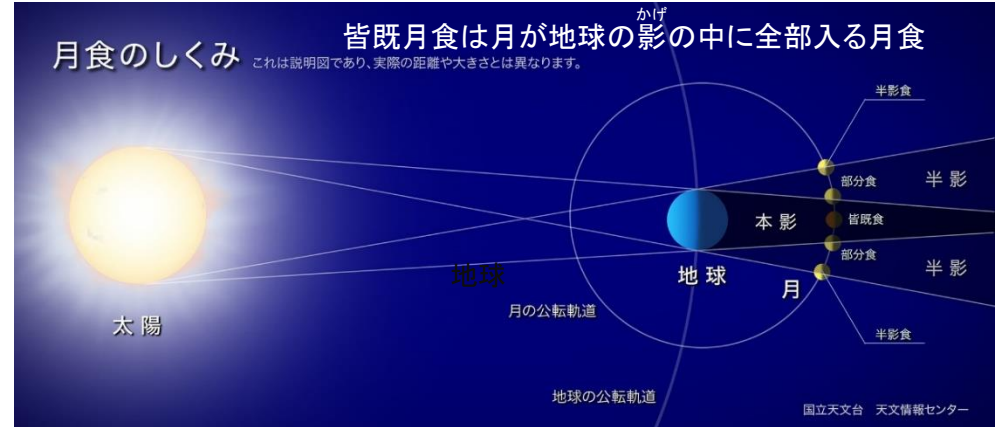 かげ
皆既月食は月が地球の影の中に全部入る月食
月食のしくみ
これは説明図であり、実際の距離や大きさとは異なります。
半影食
部分食
半影
本影
皆既食
部分食
半影
地球
地球
月
月の公転軌道
太陽
半影食
地球の公転軌道
国立天文台 天文情報センター